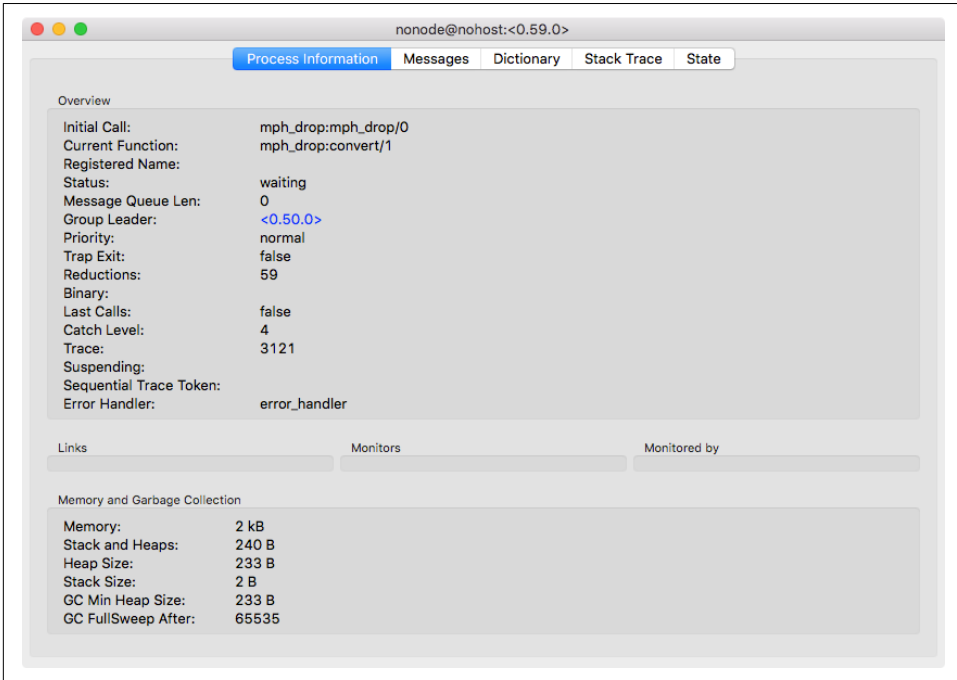 nonode@nohost:<0.59.0>
Process Information Messages Dictionary Stack Trace State
Overview
Initial Call: mph_drop:mph_drop/0
Current Function: mph_drop:convert/1
Registered Name:
Status: waiting
Message Queue Len: 0
Group Leader: <0.50.0>
Priority: normal
Trap Exit: false
Reductions: 59
Binary:
Last Calls: false
Catch Level: 4
Trace: 3121
Suspending:
Sequential Trace Token:
Error Handler: error_handler
Links Monitors Monitored by
Memory and Garbage Collection
Memory: 2 kB
Stack and Heaps: 240 B
Heap Size: 233 B
Stack Size: 2 B
GC Min Heap Size: 233 B
GC FullSweep After: 65535